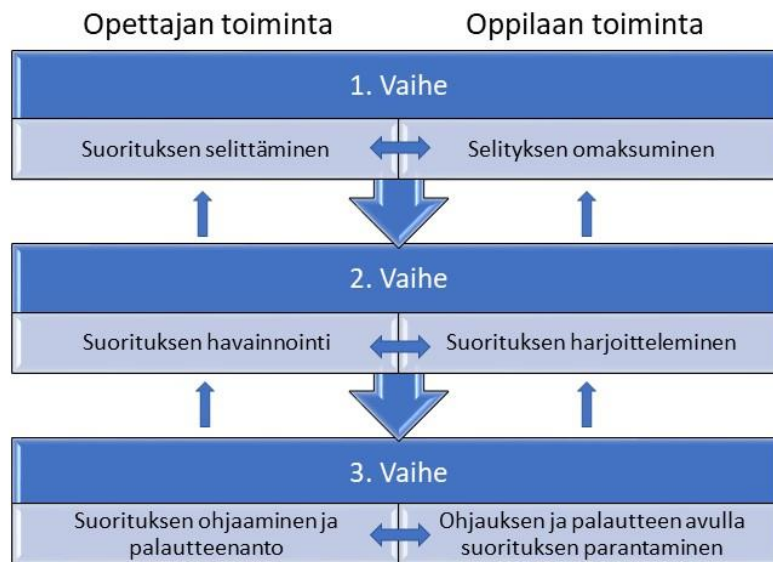 Opettajan toiminta
Oppilaan toiminta
1. Vaihe
Suorituksen selittäminen
Selityksen omaksuminen
2. Vaihe
Suorituksen havainnointi
Suorituksen harjoitteleminen
3. Vaihe
Suorituksen ohjaaminen ja
palautteenanto
Ohjauksen ja palautteen avulla
suorituksen parantaminen